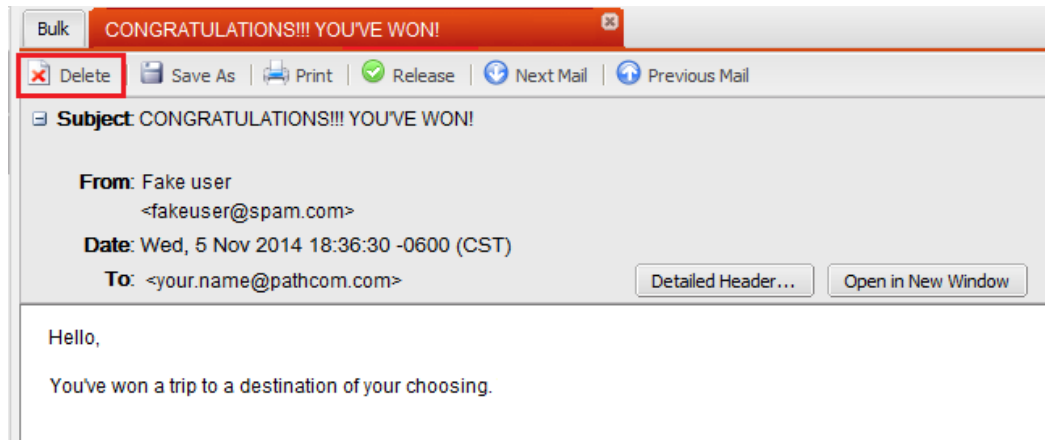 Bulk CONGRATULATIONS!!! YOU'VE WON!
Delete Save As Print Release Next Mail Previous Mail
Subject: CONGRATULATIONS!!! YOU'VE WON!
From: Fake user
<fakeuser@spam.com>
Date: Wed, 5 Nov 2014 18:36:30 -0600 (CST)
To: <your.name@pathcom.com> Detailed Header... Open in New Window
Hello,
You've won a trip to a destination of your choosing.